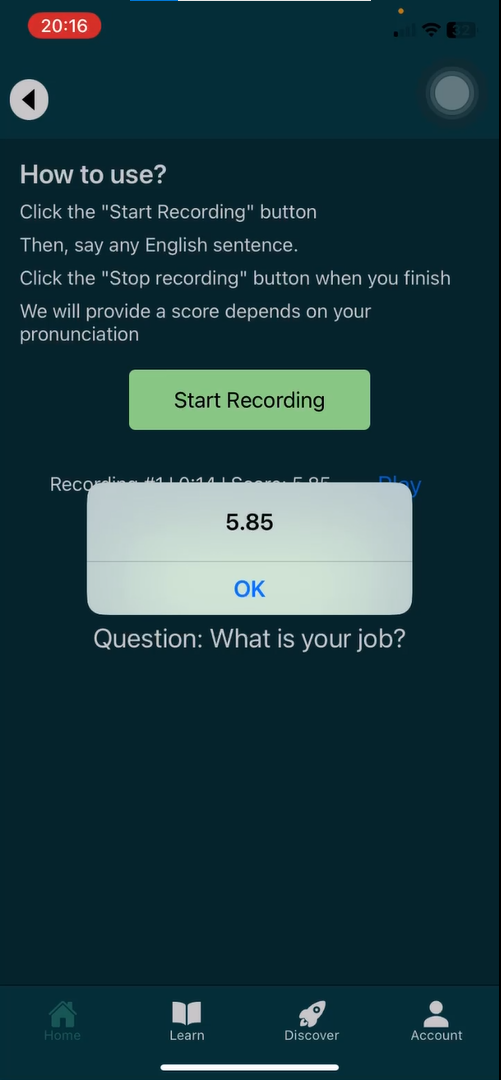 20:16
32
How to use?
Click the "Start Recording" button
Then, say any English sentence.
Click the "Stop recording" button when you finish
We will provide a score depends on your
pronunciation
Start Recording
Recording #1 | 0:14 | Score: 5.85 Play
5.85
OK
Question: What is your job?
Home Learn Discover Account